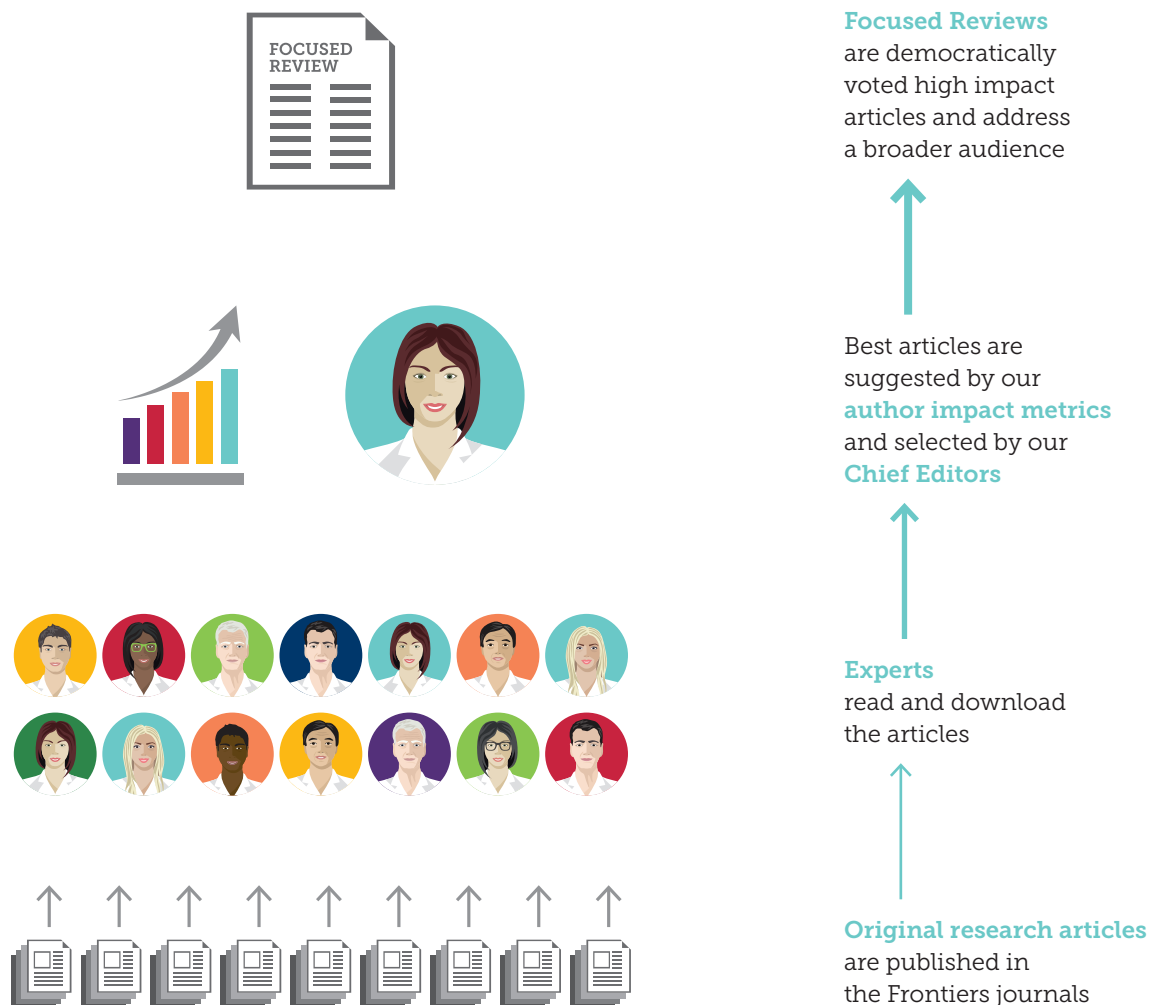 FOCUSED
REVIEW
Focused Reviews
are democratically
voted high impact
articles and address
a broader audience
Best articles are
suggested by our
author impact metrics
and selected by our
Chief Editors
Experts
read and download
the articles
Original research articles
are published in
the Frontiers journals